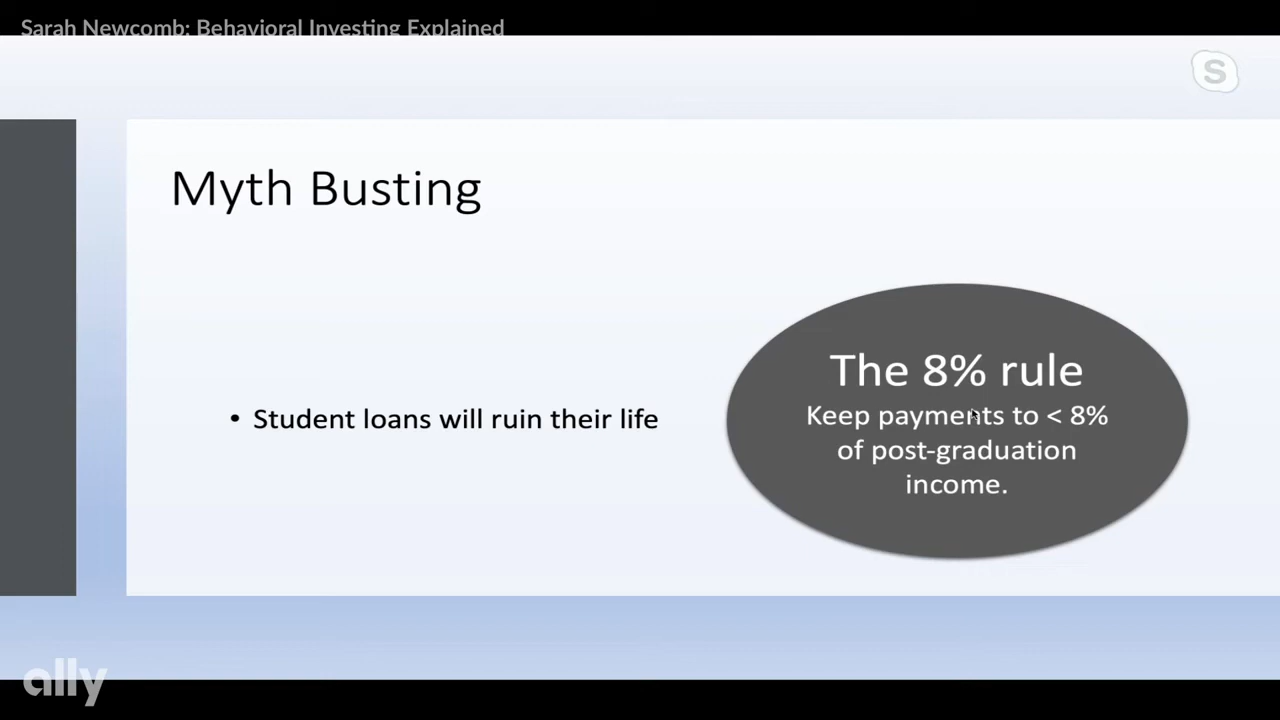 Sarah Newcomb: Behavioral Investing Explained
S
Myth Busting
• Student loans will ruin their life
The 8% rule
Keep payments to < 8%
of post-graduation
income.
ally